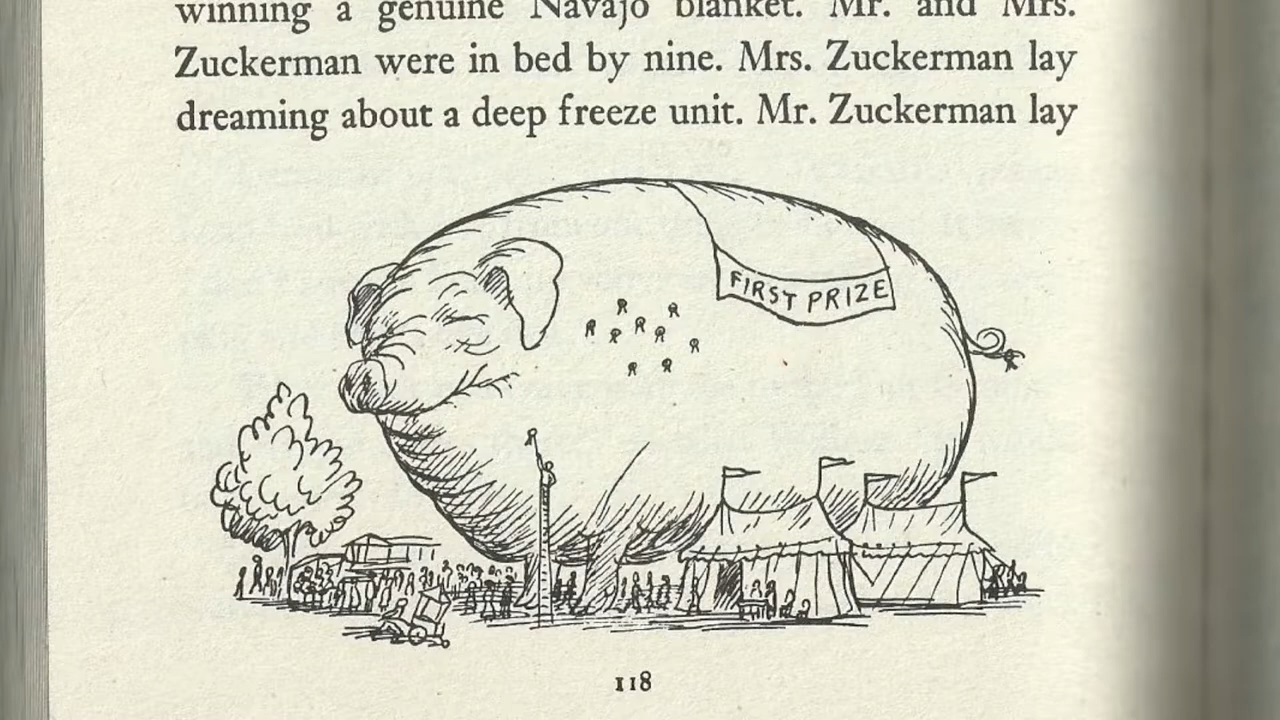 winning a genuine Navajo blanket. Mr. and Mrs.
Zuckerman were in bed by nine. Mrs. Zuckerman lay
dreaming about a deep freeze unit. Mr. Zuckerman lay
FIRST PRIZE
118